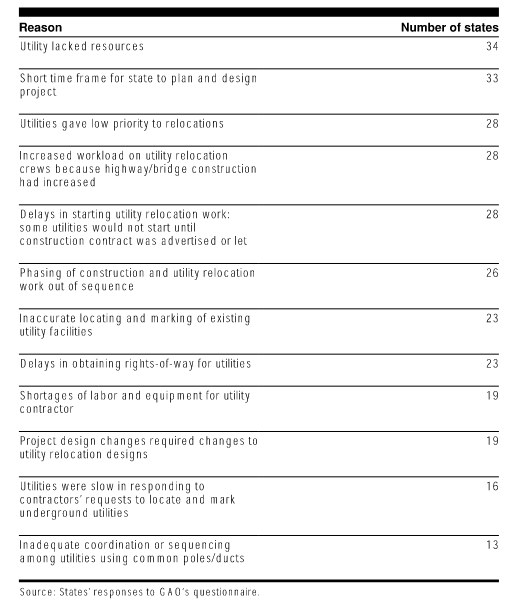 Reason Number of states
Utility lacked resources 34
Short time frame for state to plan and design 33
project
Utilities gave low priority to relocations 28
Increased workload on utility relocation 28
crews because highway/bridge construction
had increased
Delays in starting utility relocation work: 28
some utilities would not start until
construction contract was advertised or let
Phasing of construction and utility relocation 26
work out of sequence
Inaccurate locating and marking of existing 23
utility facilities
Delays in obtaining rights-of-way for utilities 23
Shortages of labor and equipment for utility 19
contractor
Project design changes required changes to 19
utility relocation designs
Utilities were slow in responding to 16
contractors' requests to locate and mark
underground utilities
Inadequate coordination or sequencing 13
among utilities using common poles/ducts
Source: States' responses to GAO's questionnaire.